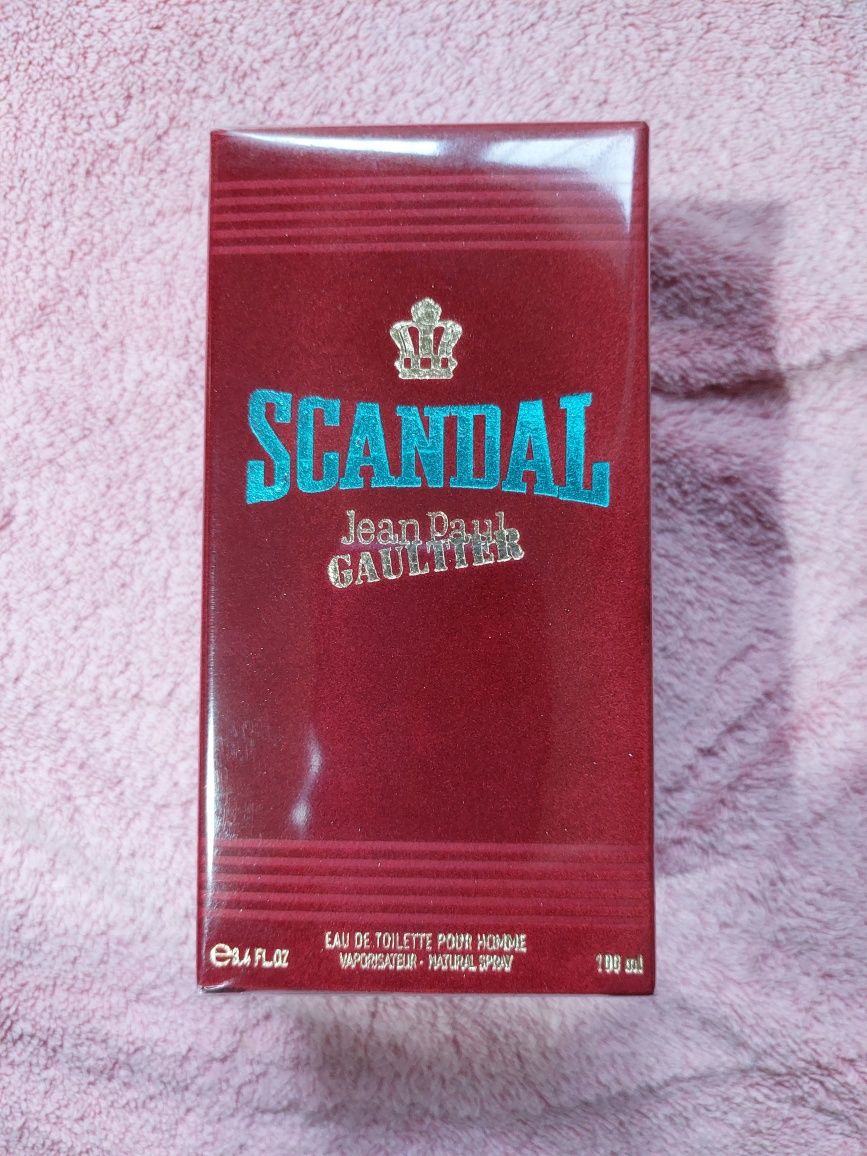 SCANDAL
Jean Paul
GAULTIER
EAU DE TOILETTE POUR HOMME
VAPORISATEUR · NATURAL SPRAY
℮3.4 FL.OZ
100 ml